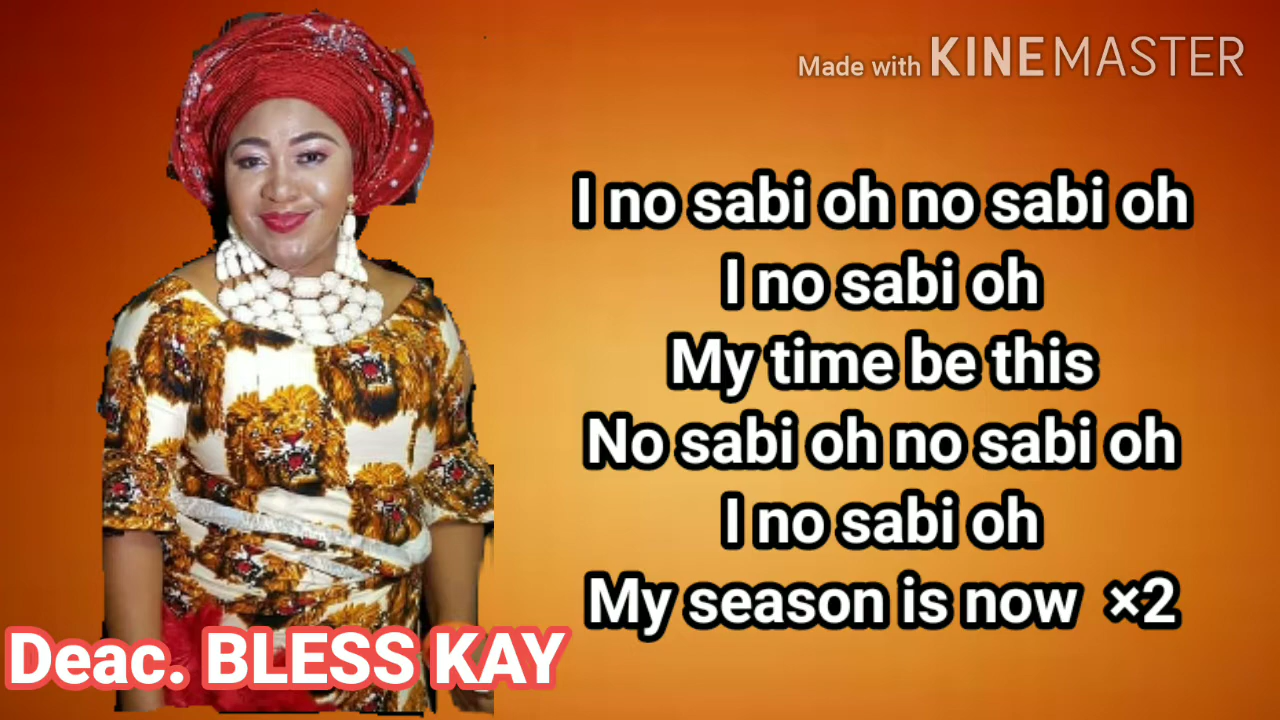 Made with KINEMASTER
I no sabi oh no sabi oh
I no sabi oh
My time be this
No sabi oh no sabi oh
I no sabi oh
My season is now ×2
Deac. BLESS KAY